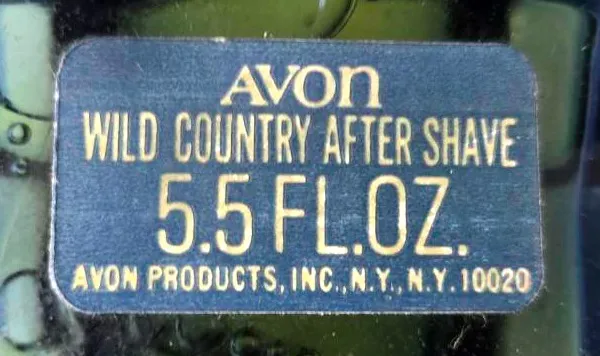 AVON
WILD COUNTRY AFTER SHAVE
5.5 FL.OZ.
AVON PRODUCTS, INC., N.Y., N.Y. 10020